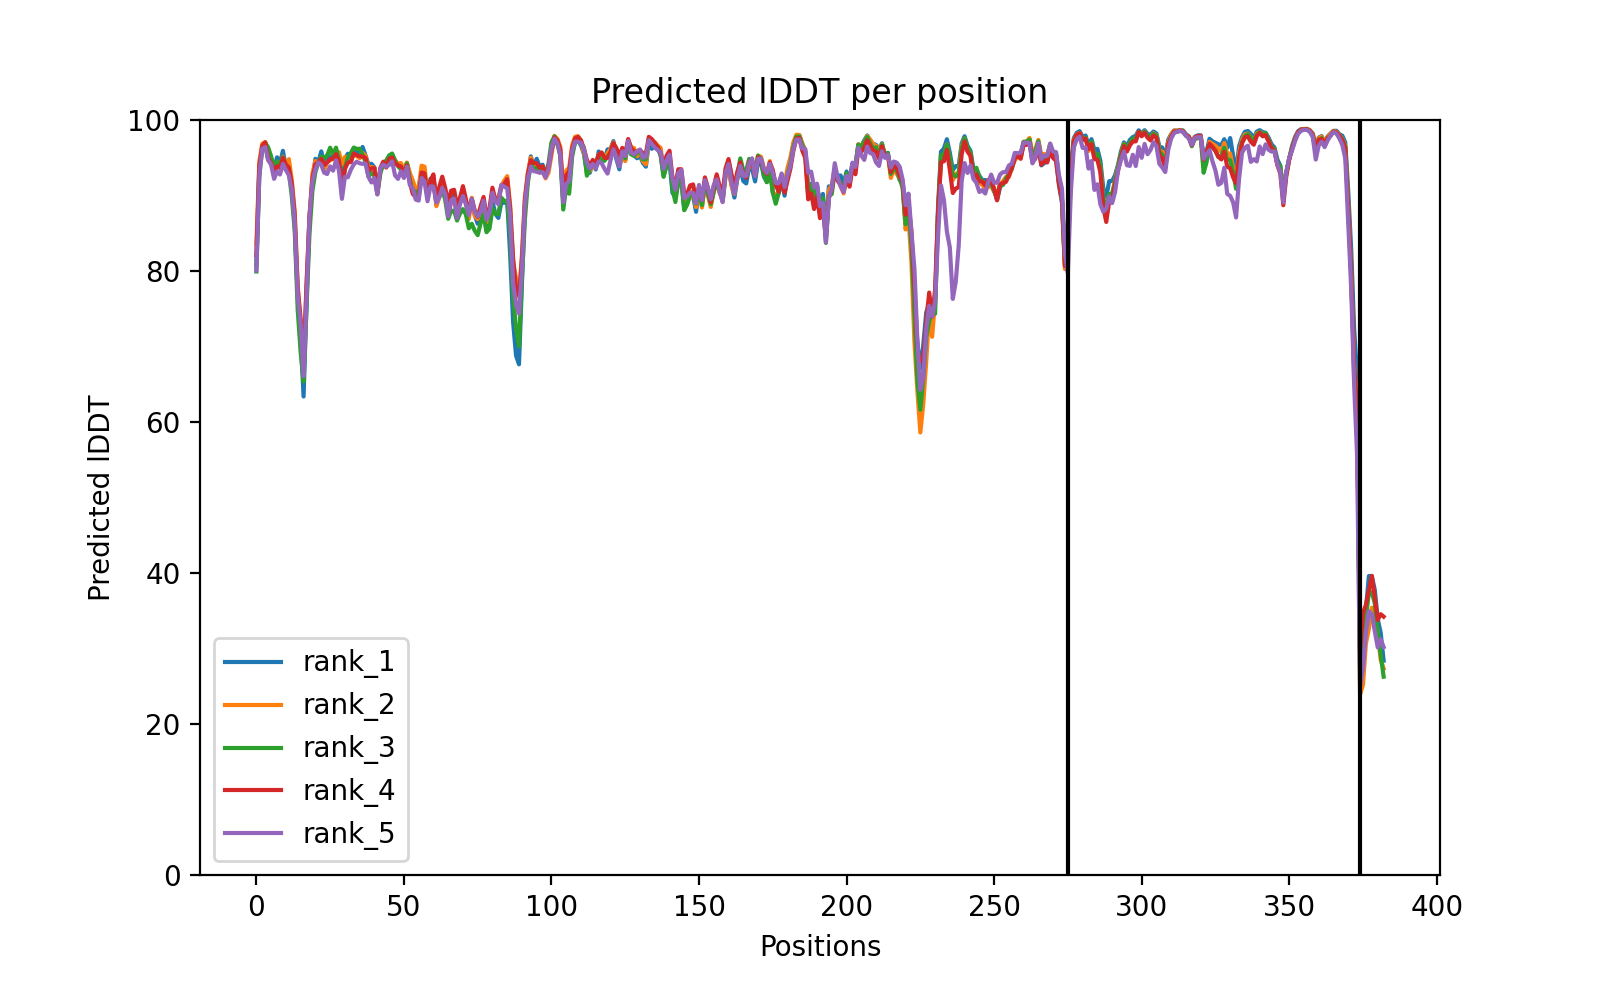 Predicted lDDT per position
100
80
60
40
20
0
Predicted lDDT
rank_1
rank_2
rank_3
rank_4
rank_5
0 50 100 150 200 250 300 350 400
Positions